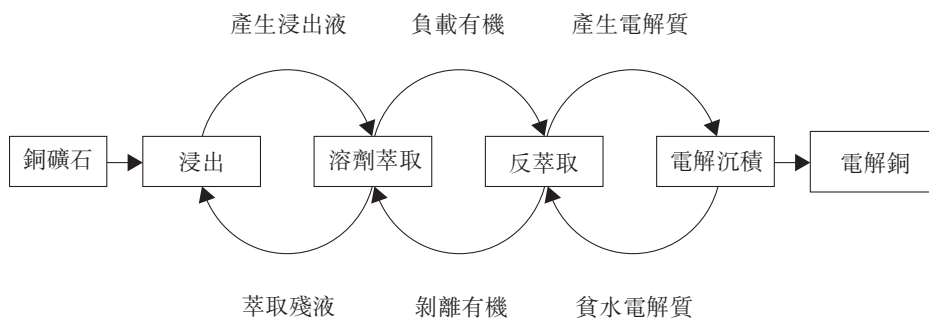 產生浸出液 負載有機 產生電解質
銅礦石 浸出 溶劑萃取 反萃取 電解沉積 電解銅
萃取殘液 剝離有機 貧水電解質